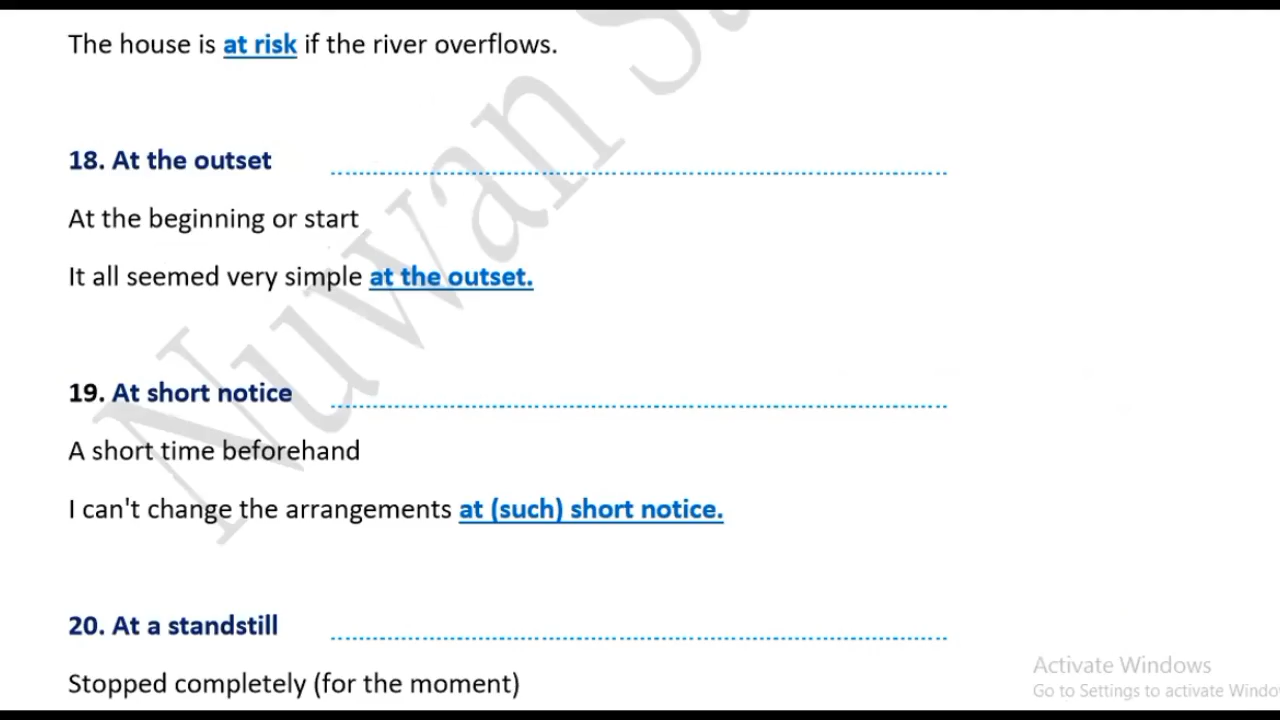 The house is at risk if the river overflows.
18. At the outset
At the beginning or start
It all seemed very simple at the outset.
19. At short notice
A short time beforehand
I can't change the arrangements at (such) short notice.
20. At a standstill
Stopped completely (for the moment)
Activate Windows
Go to Settings to activate Windo
Nuwan